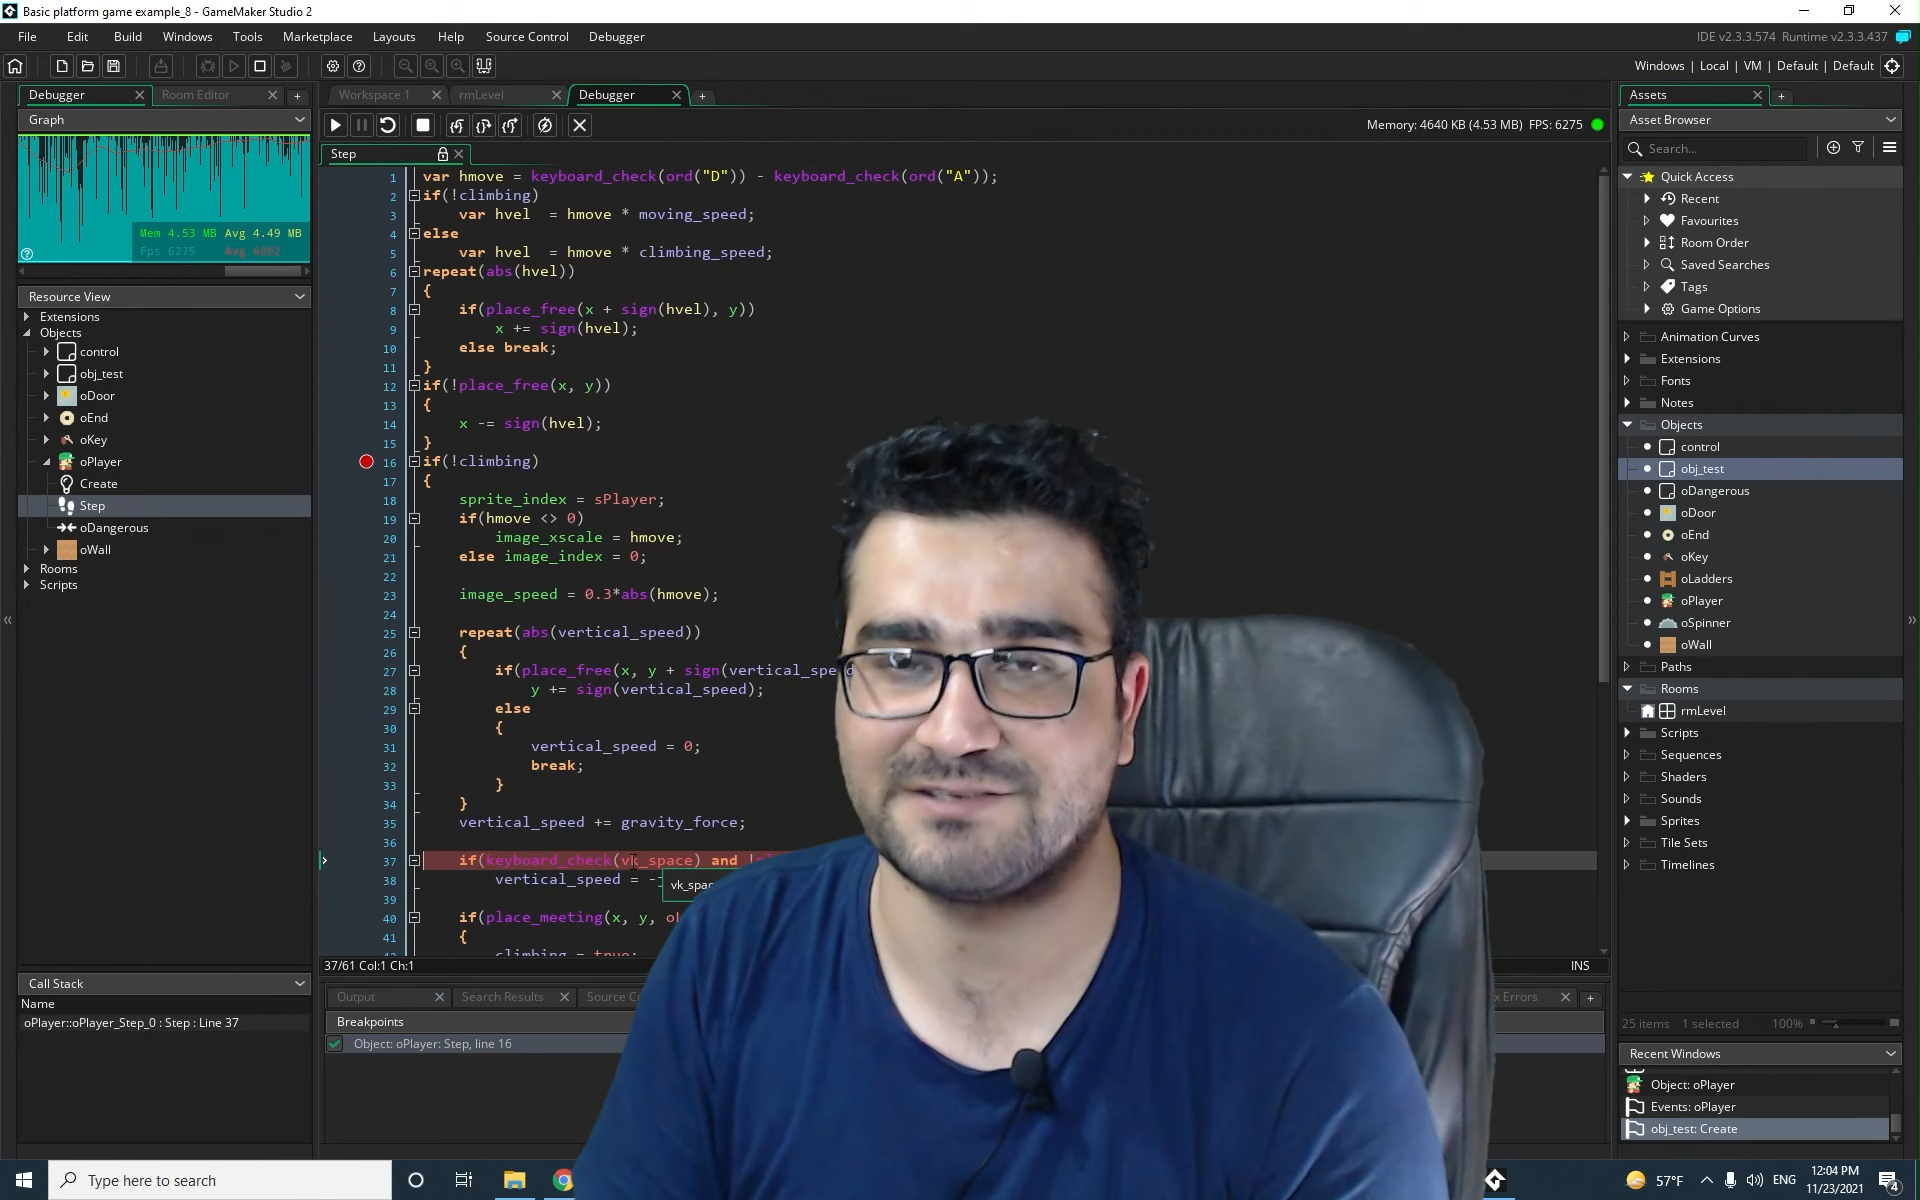 Basic platform game example_8 - GameMaker Studio 2
File Edit Build Windows Tools Marketplace Layouts Help Source Control Debugger
IDE v2.3.3.574 Runtime v2.3.3.437
Windows | Local | VM | Default | Default
Debugger
Room Editor
Workspace 1
rmLevel
Debugger
Assets
Graph
Mem 4.53 MB Avg 4.49 MB
Fps 6275 Avg 6002
Memory: 4640 KB (4.53 MB) FPS: 6275
Step
Asset Browser
Search...
Resource View
Extensions
Objects
control
obj_test
oDoor
oEnd
oKey
oPlayer
Create
Step
oDangerous
oWall
Rooms
Scripts
Call Stack
Name
oPlayer::oPlayer_Step_0 : Step : Line 37
1 var hmove = keyboard_check(ord("D")) - keyboard_check(ord("A"));
2 if(!climbing)
3 var hvel = hmove * moving_speed;
4 else
5 var hvel = hmove * climbing_speed;
6 repeat(abs(hvel))
7 {
8 if(place_free(x + sign(hvel), y))
9 x += sign(hvel);
10 else break;
11 }
12 if(!place_free(x, y))
13 {
14 x -= sign(hvel);
15 }
16 if(!climbing)
17 {
18 sprite_index = sPlayer;
19 if(hmove <> 0)
20 image_xscale = hmove;
21 else image_index = 0;
22
23 image_speed = 0.3*abs(hmove);
24
25 repeat(abs(vertical_speed))
26 {
27 if(place_free(x, y + sign(vertical_speed
28 y += sign(vertical_speed);
29 else
30 {
31 vertical_speed = 0;
32 break;
33 }
34 }
35 vertical_speed += gravity_force;
36
37 if(keyboard_check(vk_space) and
38 vertical_speed = -
vk_spac
39
40 if(place_meeting(x, y, oL
41 {
climbing = true;
37/61 Col:1 Ch:1
INS
Output
Search Results
Source Co
x Errors
Breakpoints
Object: oPlayer: Step, line 16
Quick Access
Recent
Favourites
Room Order
Saved Searches
Tags
Game Options
Animation Curves
Extensions
Fonts
Notes
Objects
control
obj_test
oDangerous
oDoor
oEnd
oKey
oLadders
oPlayer
oSpinner
oWall
Paths
Rooms
rmLevel
Scripts
Sequences
Shaders
Sounds
Sprites
Tile Sets
Timelines
25 items 1 selected 100%
Recent Windows
Object: oPlayer
Events: oPlayer
obj_test: Create
Type here to search
57°F
ENG
12:04 PM
11/23/2021
4